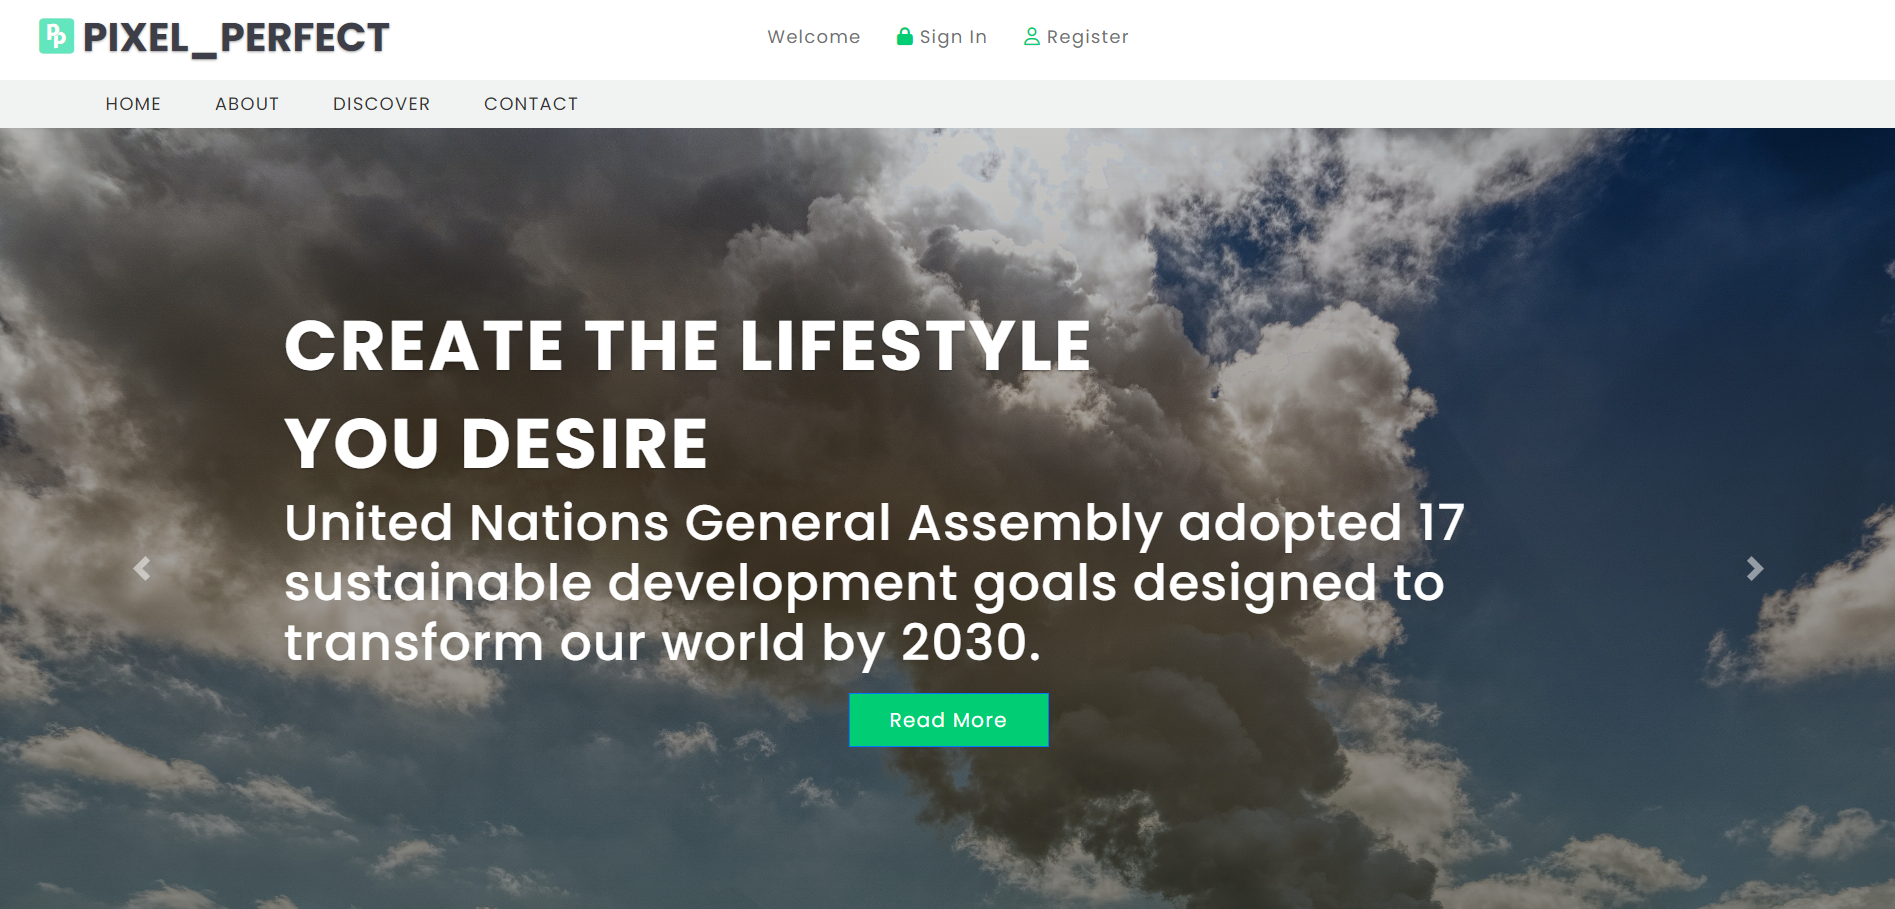 Pp PIXEL_PERFECT
Welcome Sign In Register
HOME ABOUT DISCOVER CONTACT
CREATE THE LIFESTYLE
YOU DESIRE
United Nations General Assembly adopted 17
sustainable development goals designed to
transform our world by 2030.
Read More